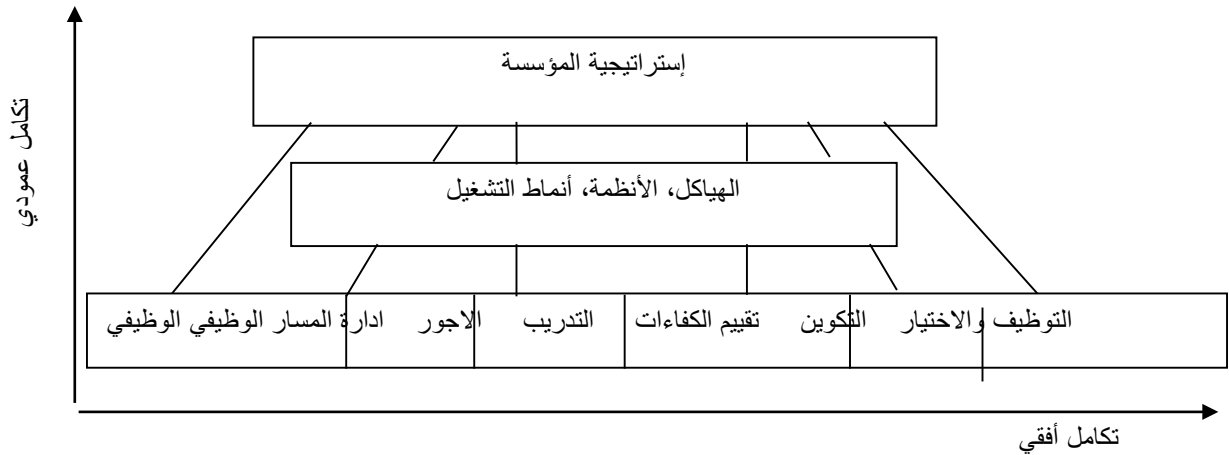 إستراتيجية المؤسسة
تكامل عمودي
الهياكل، الأنظمة، أنماط التشغيل
التوظيف والاختيار التكوين تقييم الكفاءات التدريب الاجور ادارة المسار الوظيفي الوظيفي
تكامل أفقي